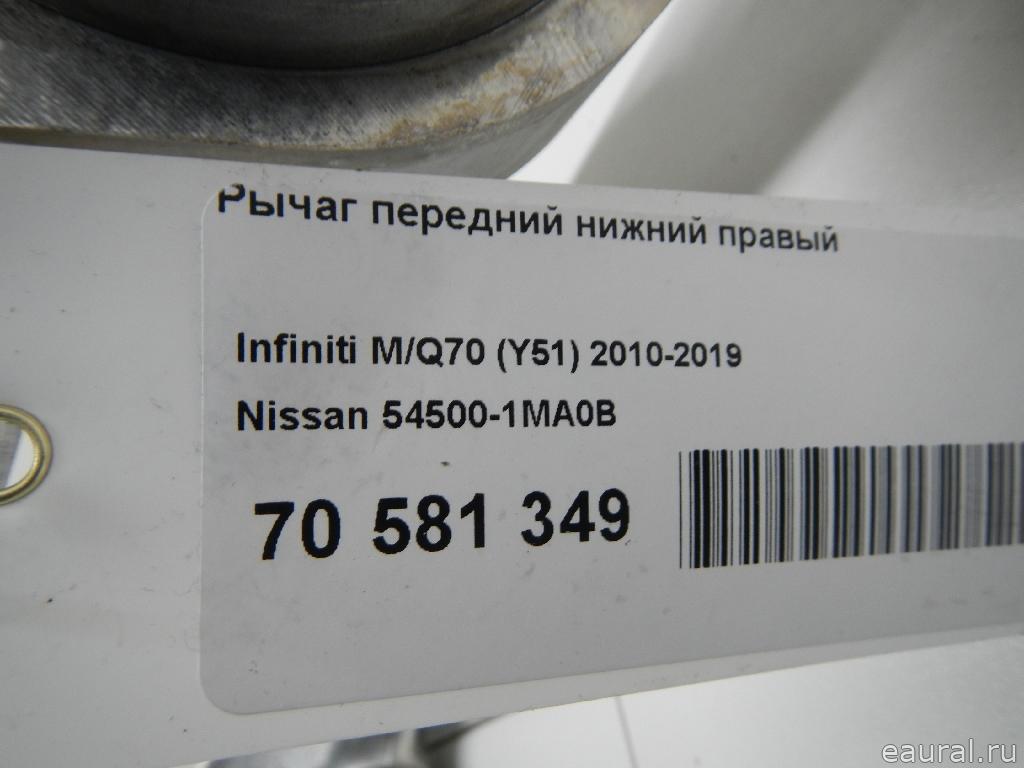 Рычаг передний нижний правый
Infiniti M/Q70 (Y51) 2010-2019
Nissan 54500-1MA0B
70 581 349
eaural.ru